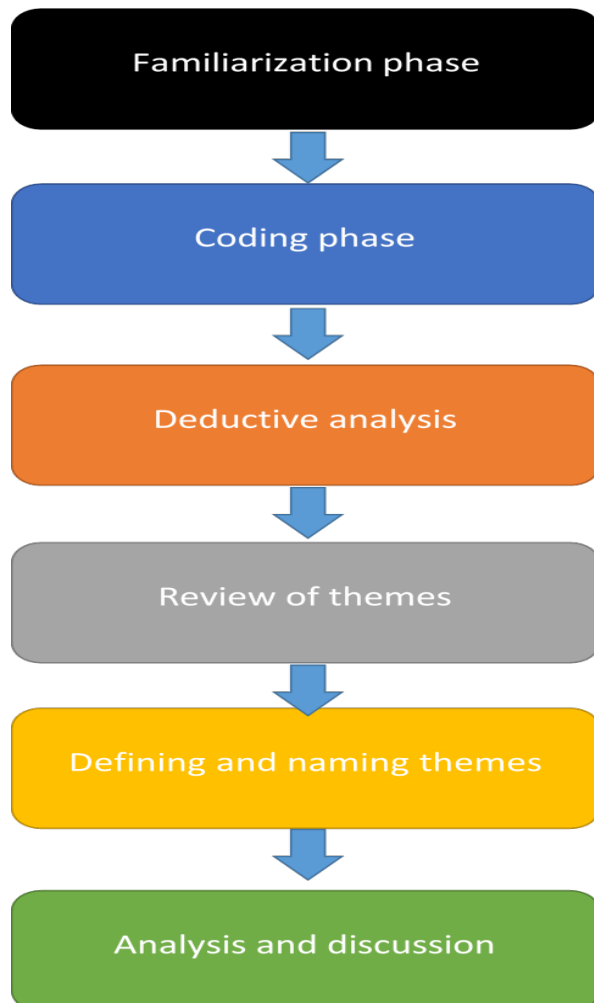 Familiarization phase
Coding phase
Deductive analysis
Review of themes
Defining and naming themes
Analysis and discussion